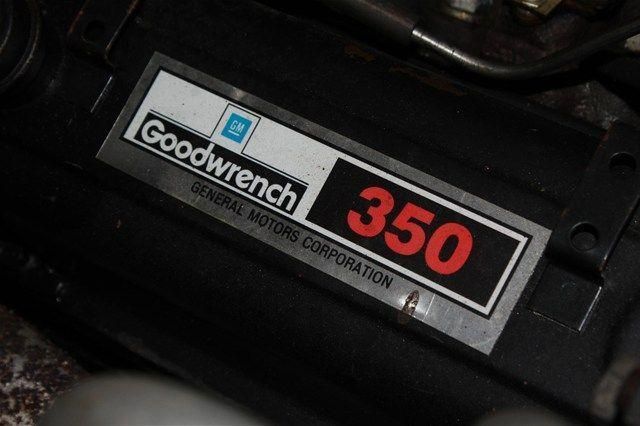 GM
Goodwrench
350
GENERAL MOTORS CORPORATION